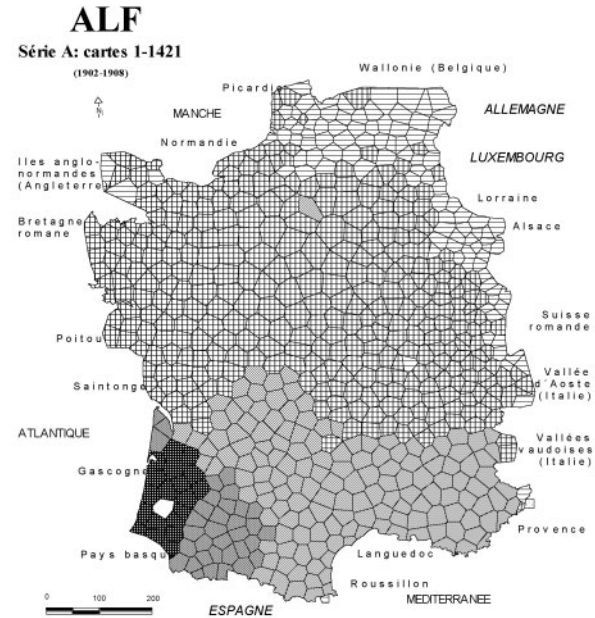 ALF
Série A: cartes 1-1421
(1902-1908)
Wallonie (Belgique)
Picardie
MANCHE
ALLEMAGNE
Normandie
LUXEMBOURG
Iles anglo-
normandes
(Angleterre)
Lorraine
Bretagne
romane
Alsace
Suisse
romande
Poitou
Vallée
d'Aoste
(Italie)
Saintonge
ATLANTIQUE
Vallées
vaudoises
(Italie)
Gascogne
Provence
Pays basque
Languedoc
Roussillon
MEDITERRANEE
0 100 200
ESPAGNE